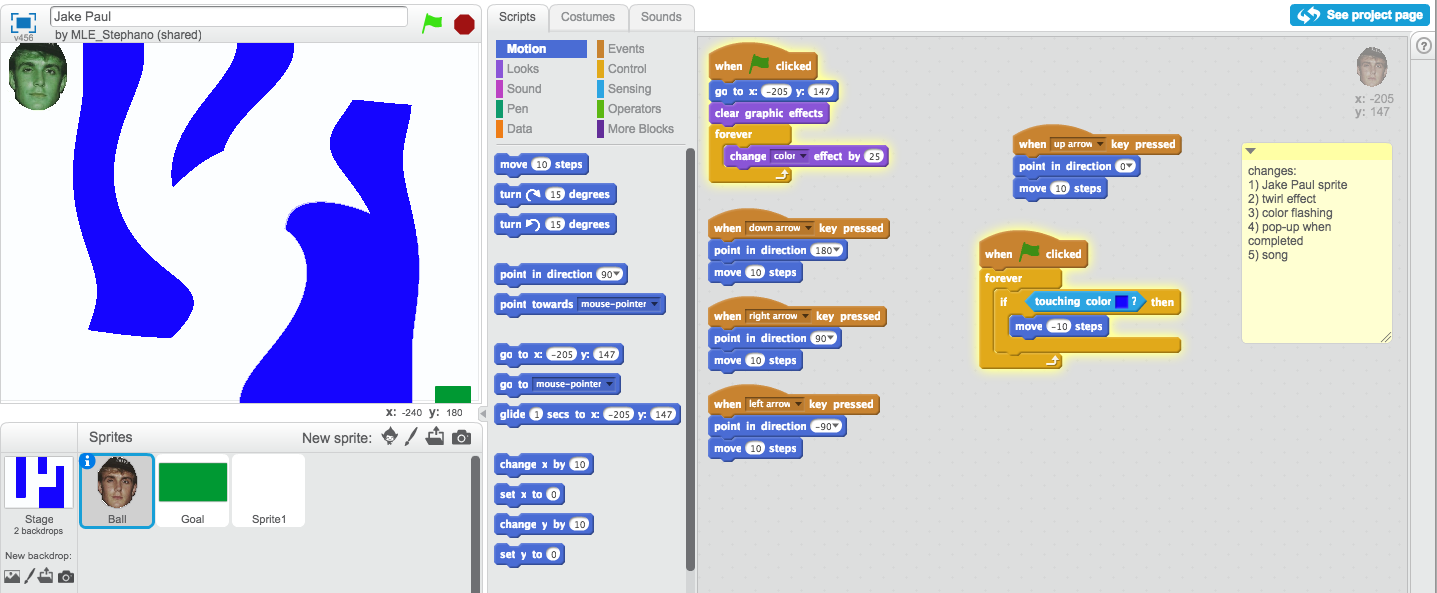 Jake Paul
by MLE_Stephano (shared)
v456
Scripts
Costumes
Sounds
See project page
Motion
Looks
Sound
Pen
Data
Events
Control
Sensing
Operators
More Blocks
move 10 steps
turn 15 degrees
turn 15 degrees
point in direction 90
point towards mouse-pointer
go to x: -205 y: 147
go to mouse-pointer
glide 1 secs to x: -205 y: 147
change x by 10
set x to 0
change y by 10
set y to 0
when clicked
go to x: -205 y: 147
clear graphic effects
forever
change color effect by 25
when down arrow key pressed
point in direction 180
move 10 steps
when right arrow key pressed
point in direction 90
move 10 steps
when left arrow key pressed
point in direction -90
move 10 steps
when up arrow key pressed
point in direction 0
move 10 steps
when clicked
forever
if touching color ? then
move -10 steps
x: -205
y: 147
changes:
1) Jake Paul sprite
2) twirl effect
3) color flashing
4) pop-up when
completed
5) song
?
x: -240 y: 180
Sprites
New sprite:
i
Stage
2 backdrops
New backdrop:
Ball
Goal
Sprite1